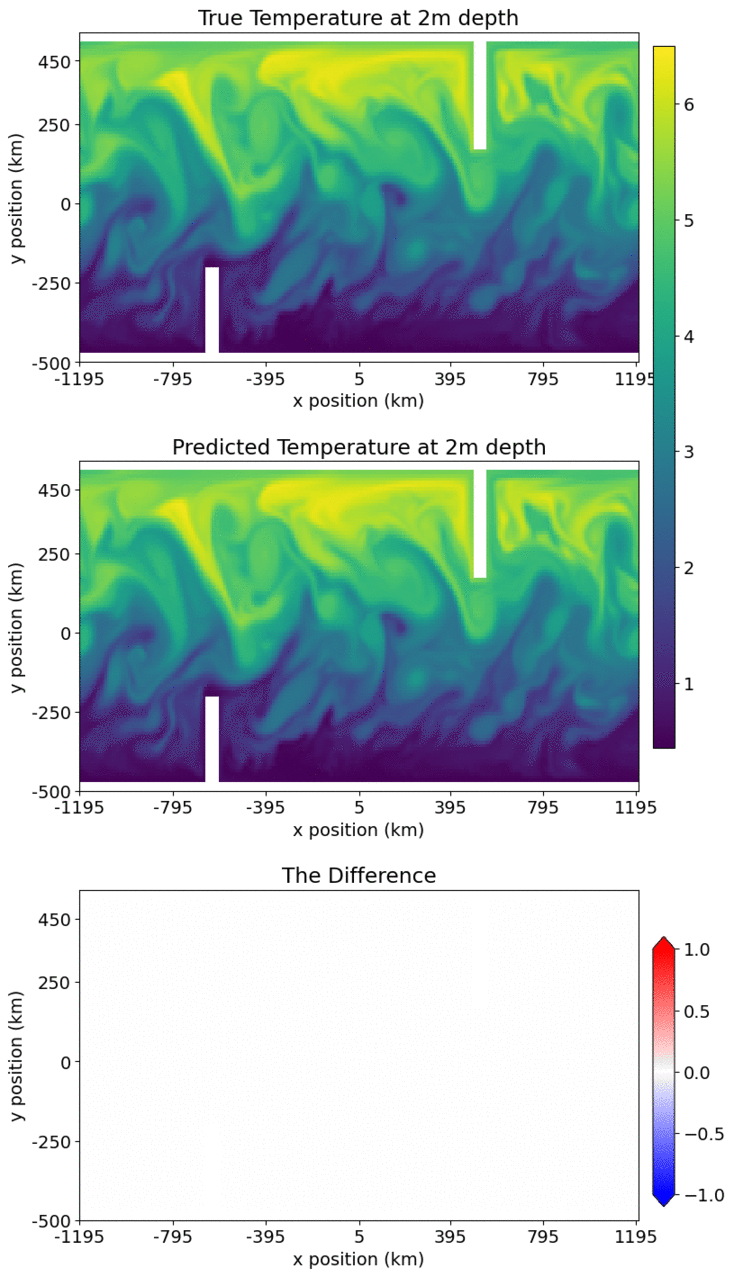 True Temperature at 2m depth
450
250
0
-250
-500
y position (km)
-1195 -795 -395 5 395 795 1195
x position (km)
6
5
4
3
2
1
Predicted Temperature at 2m depth
450
250
0
-250
-500
y position (km)
-1195 -795 -395 5 395 795 1195
x position (km)
The Difference
450
250
0
-250
-500
y position (km)
-1195 -795 -395 5 395 795 1195
x position (km)
1.0
0.5
0.0
−0.5
−1.0